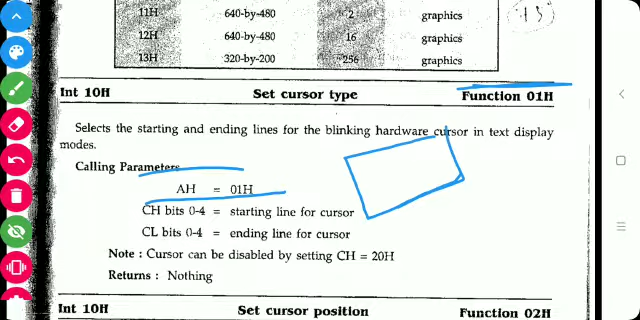 11H 640-by-480 2 graphics
12H 640-by-480 16 graphics
13H 320-by-200 256 graphics
Int 10H Set cursor type Function 01H
Selects the starting and ending lines for the blinking hardware cursor in text display
modes.
Calling Parameters
AH = 01H
CH bits 0-4 = starting line for cursor
CL bits 0-4 = ending line for cursor
Note : Cursor can be disabled by setting CH = 20H
Returns : Nothing
Int 10H Set cursor position Function 02H